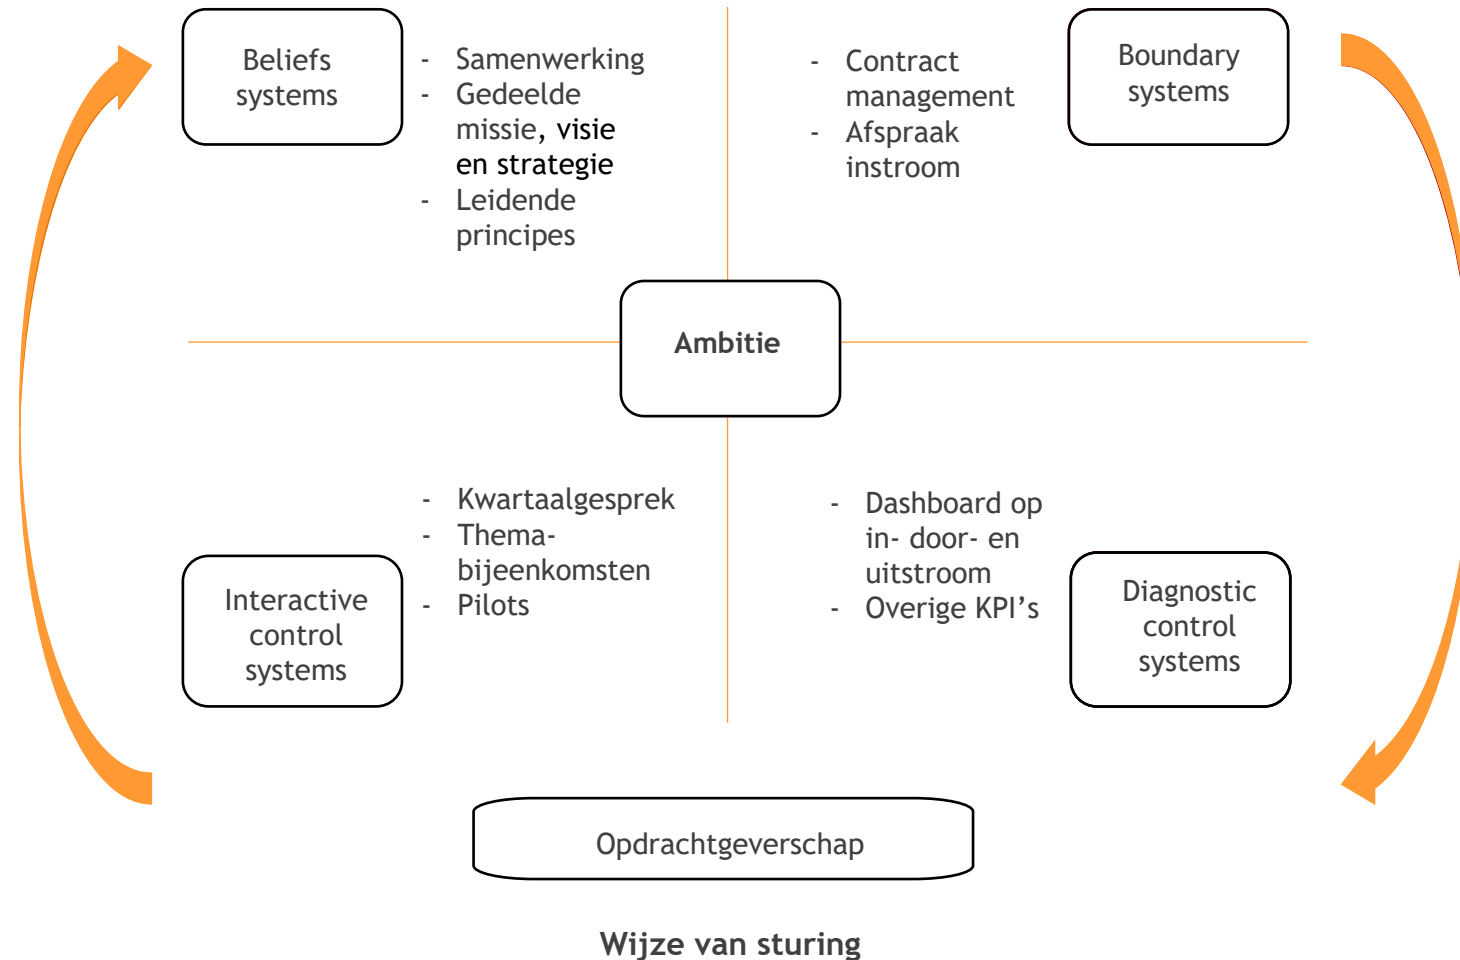 Beliefs
systems
- Samenwerking
- Gedeelde
missie, visie
en strategie
- Leidende
principes
- Contract
management
- Afspraak
instroom
Boundary
systems
Ambitie
Interactive
control
systems
- Kwartaalgesprek
- Thema-
bijeenkomsten
- Pilots
- Dashboard op
in- door- en
uitstroom
- Overige KPI’s
Diagnostic
control
systems
Opdrachtgeverschap
Wijze van sturing